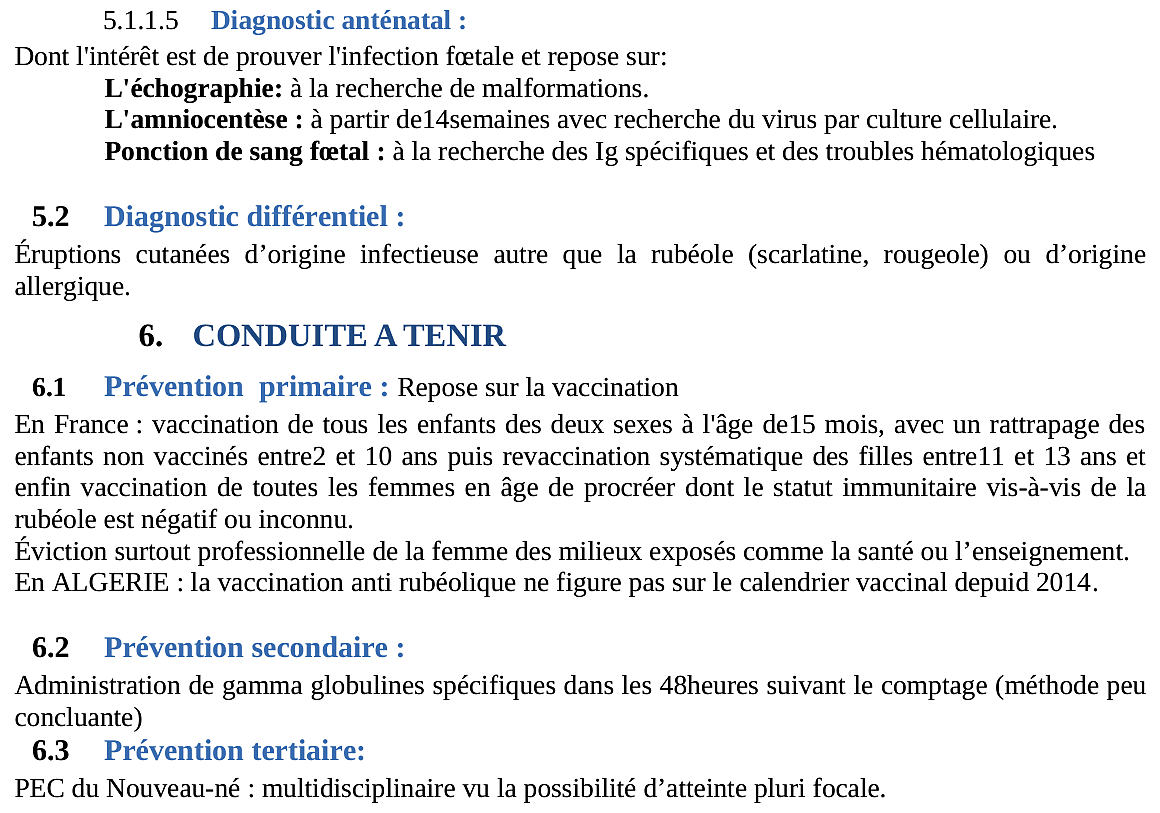 5.1.1.5 Diagnostic anténatal :
Dont l'intérêt est de prouver l'infection fœtale et repose sur:
L'échographie: à la recherche de malformations.
L'amniocentèse : à partir de14semaines avec recherche du virus par culture cellulaire.
Ponction de sang fœtal : à la recherche des Ig spécifiques et des troubles hématologiques
5.2 Diagnostic différentiel :
Éruptions cutanées d’origine infectieuse autre que la rubéole (scarlatine, rougeole) ou d’origine
allergique.
6. CONDUITE A TENIR
6.1 Prévention primaire : Repose sur la vaccination
En France : vaccination de tous les enfants des deux sexes à l'âge de15 mois, avec un rattrapage des
enfants non vaccinés entre2 et 10 ans puis revaccination systématique des filles entre11 et 13 ans et
enfin vaccination de toutes les femmes en âge de procréer dont le statut immunitaire vis-à-vis de la
rubéole est négatif ou inconnu.
Éviction surtout professionnelle de la femme des milieux exposés comme la santé ou l’enseignement.
En ALGERIE : la vaccination anti rubéolique ne figure pas sur le calendrier vaccinal depuid 2014.
6.2 Prévention secondaire :
Administration de gamma globulines spécifiques dans les 48heures suivant le comptage (méthode peu
concluante)
6.3 Prévention tertiaire:
PEC du Nouveau-né : multidisciplinaire vu la possibilité d’atteinte pluri focale.